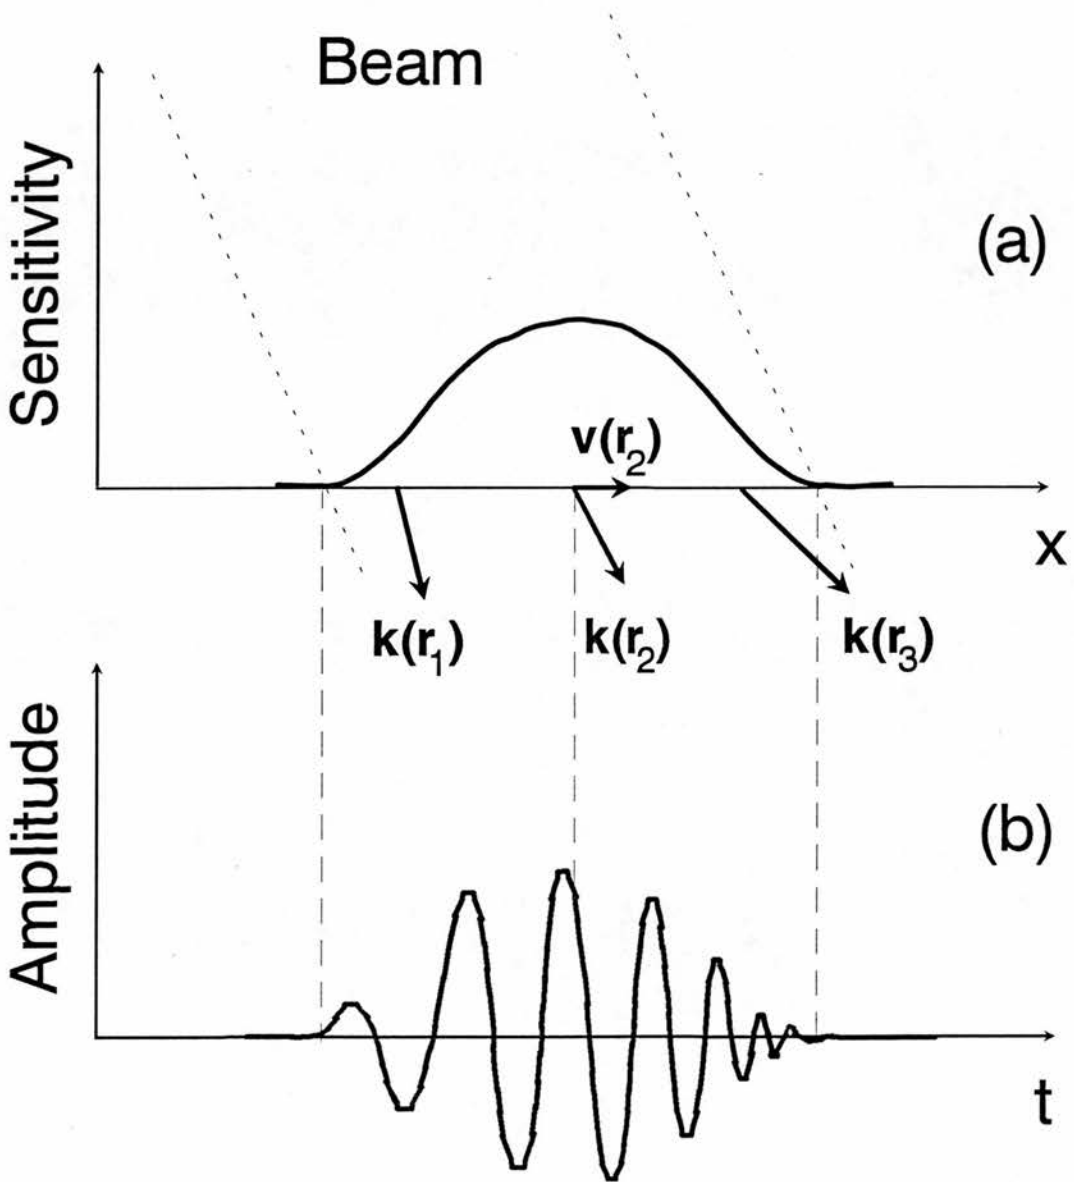 Beam
Sensitivity
(a)
v(r₂)
x
k(r₁)
k(r₂)
k(r₃)
Amplitude
(b)
t